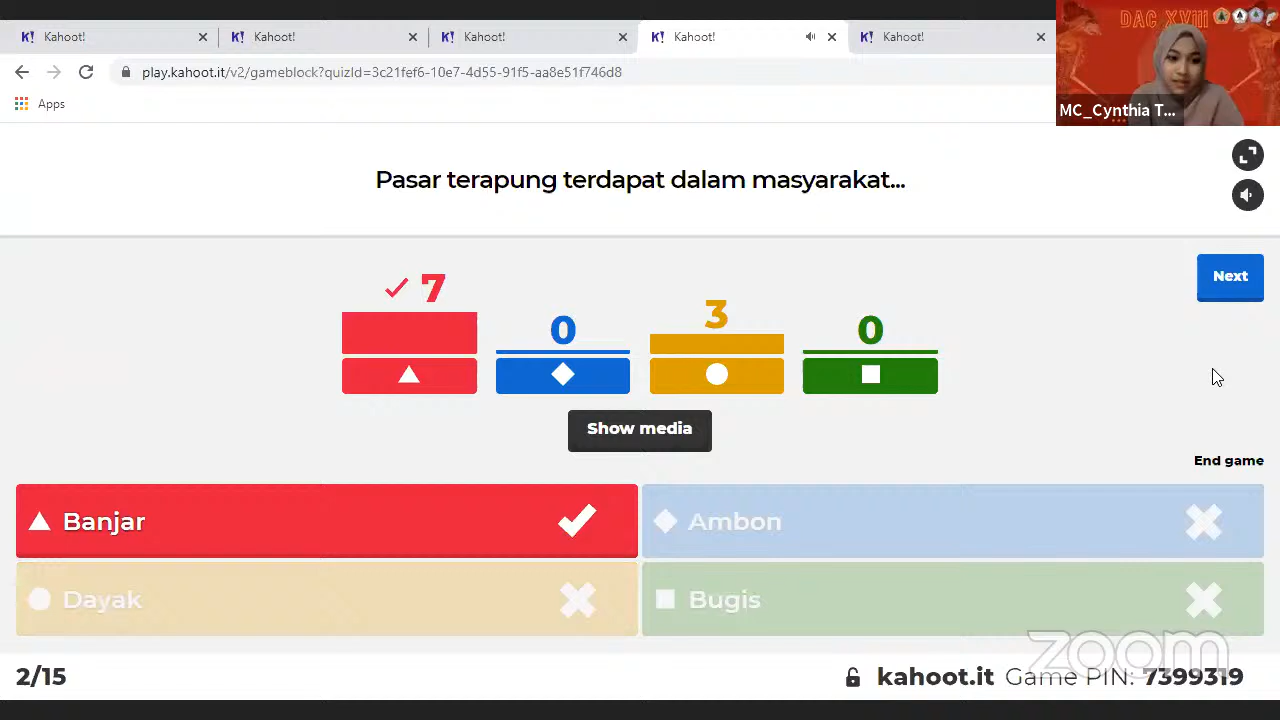 Kahoot!
Kahoot!
Kahoot!
Kahoot!
Kahoot!
DAC XVIII
play.kahoot.it/v2/gameblock?quizId=3c21fef6-10e7-4d55-91f5-aa8e51f746d8
Apps
MC_Cynthia T...
Pasar terapung terdapat dalam masyarakat...
Next
7
0
3
0
Show media
End game
Banjar
Ambon
Dayak
Bugis
zoom
2/15
kahoot.it Game PIN: 7399319